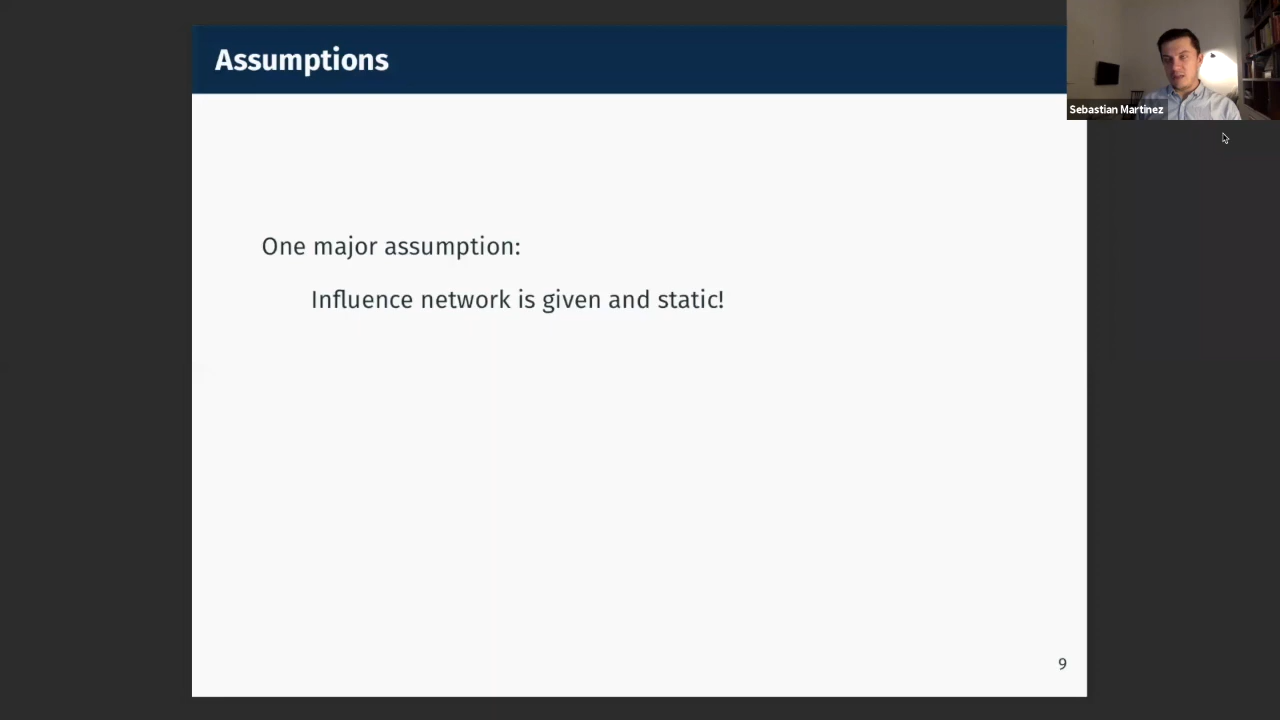 Assumptions
Sebastian Martinez
One major assumption:
Influence network is given and static!
9